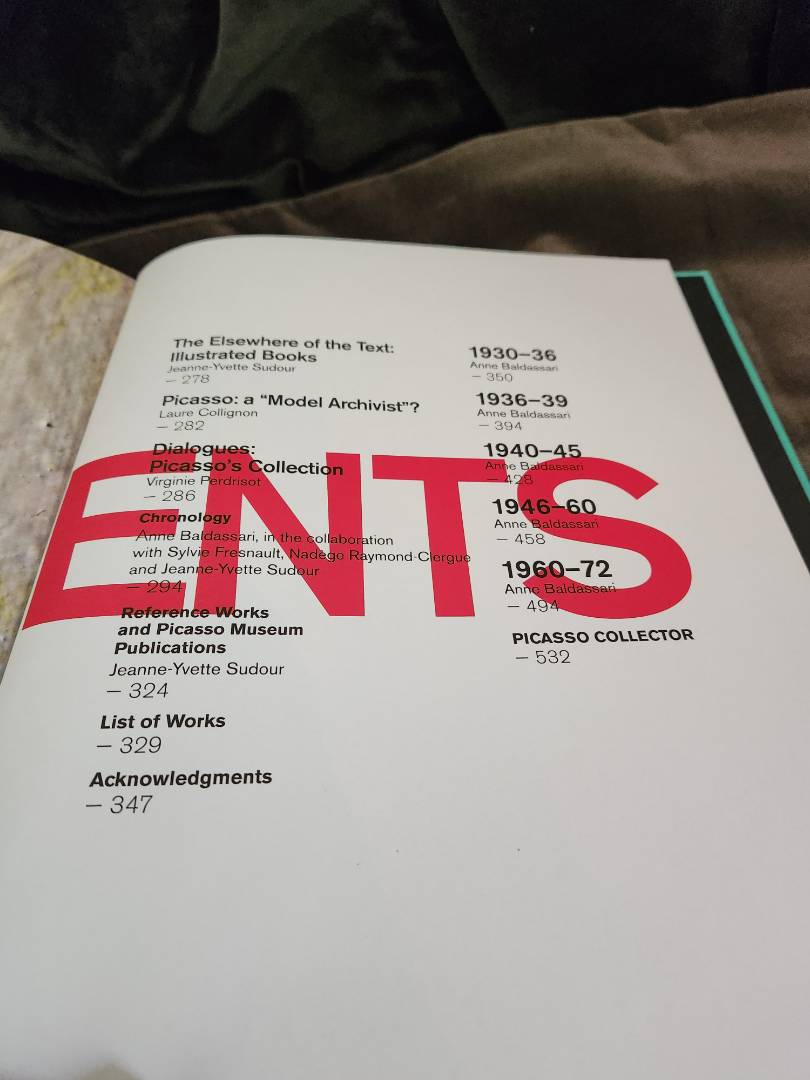 The Elsewhere of the Text:
Illustrated Books
Jeanne-Yvette Sudour
— 278
Picasso: a “Model Archivist”?
Laure Collignon
— 282
Dialogues:
Picasso's Collection
Virginie Perdrisot
— 286
Chronology
Anne Baldassari, in the collaboration
with Sylvie Fresnault, Nadège Raymond-Clergue
and Jeanne-Yvette Sudour
— 294
Reference Works
and Picasso Museum
Publications
Jeanne-Yvette Sudour
— 324
List of Works
— 329
Acknowledgments
— 347
1930–36
Anne Baldassari
— 350
1936–39
Anne Baldassari
— 394
1940–45
Anne Baldassari
— 428
1946–60
Anne Baldassari
— 458
1960–72
Anne Baldassari
— 494
PICASSO COLLECTOR
— 532
ENTS